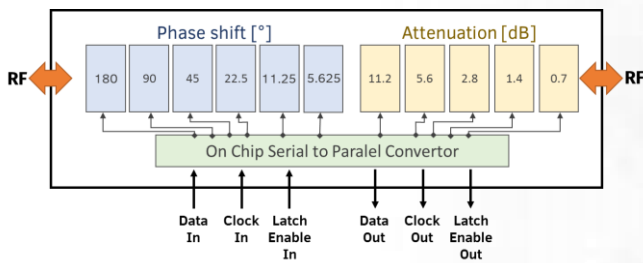 Phase shift [°]
Attenuation [dB]
RF
180
90
45
22.5
11.25
5.625
11.2
5.6
2.8
1.4
0.7
RF
On Chip Serial to Paralel Convertor
Data
In
Clock
In
Latch
Enable
In
Data
Out
Clock
Out
Latch
Enable
Out